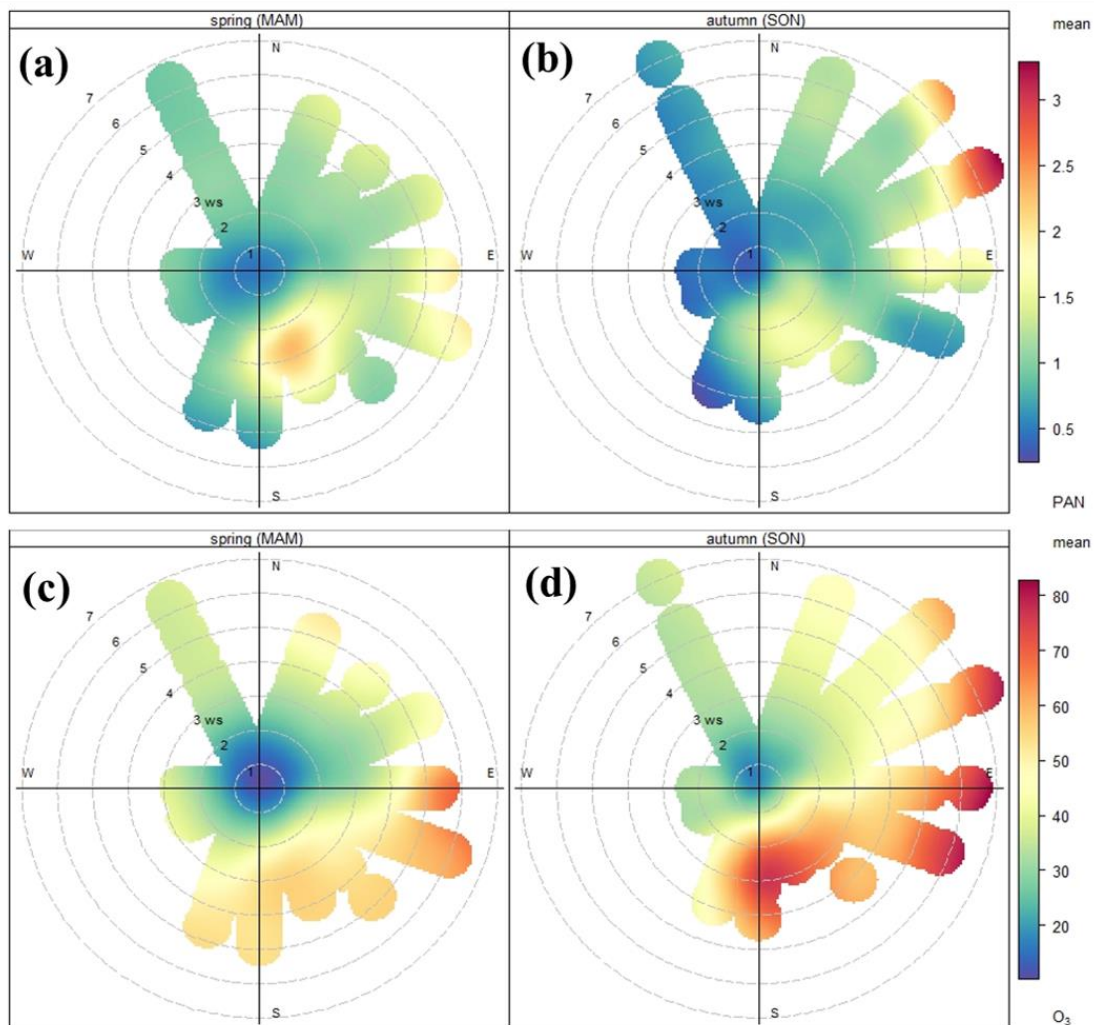 spring (MAM)
autumn (SON)
mean
(a)
N
7
6
5
4
3 ws
2
1
W
E
S
(b)
N
7
6
5
4
3 ws
2
1
W
E
S
3
2.5
2
1.5
1
0.5
PAN
spring (MAM)
autumn (SON)
mean
(c)
N
7
6
5
4
3 ws
2
1
W
E
S
(d)
N
7
6
5
4
3 ws
2
1
W
E
S
80
70
60
50
40
30
20
O₃